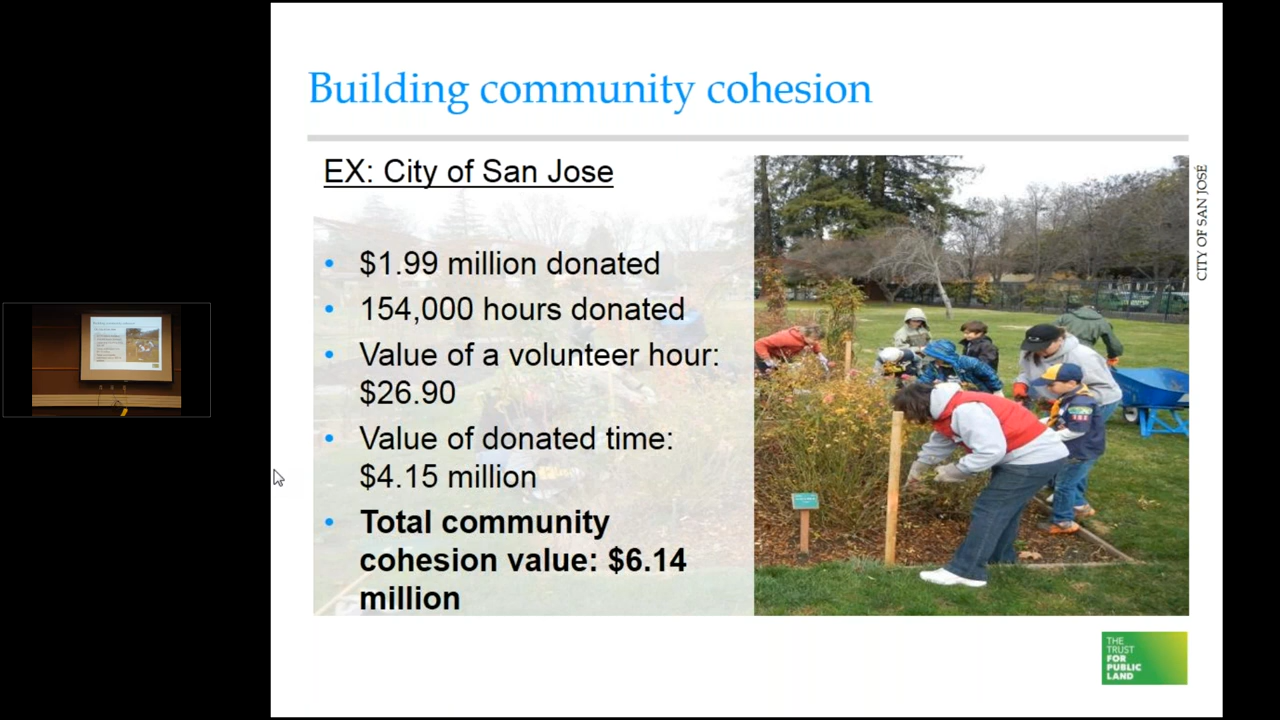 Building community cohesion
EX: City of San Jose
• $1.99 million donated
• 154,000 hours donated
• Value of a volunteer hour:
$26.90
• Value of donated time:
$4.15 million
• Total community
cohesion value: $6.14
million
CITY OF SAN JOSÉ
THE
TRUST
FOR
PUBLIC
LAND